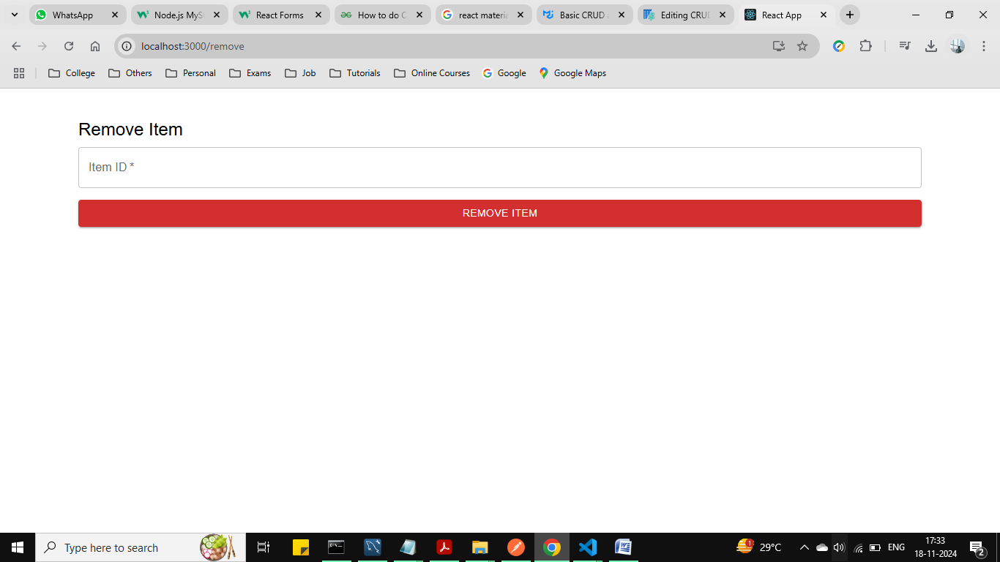 WhatsApp
Node.js MyS
React Forms
How to do C
react materia
Basic CRUD a
Editing CRUD
React App
localhost:3000/remove
College
Others
Personal
Exams
Job
Tutorials
Online Courses
Google
Google Maps
Remove Item
Item ID *
REMOVE ITEM
Type here to search
1
29°C
ENG
17:33
18-11-2024
2